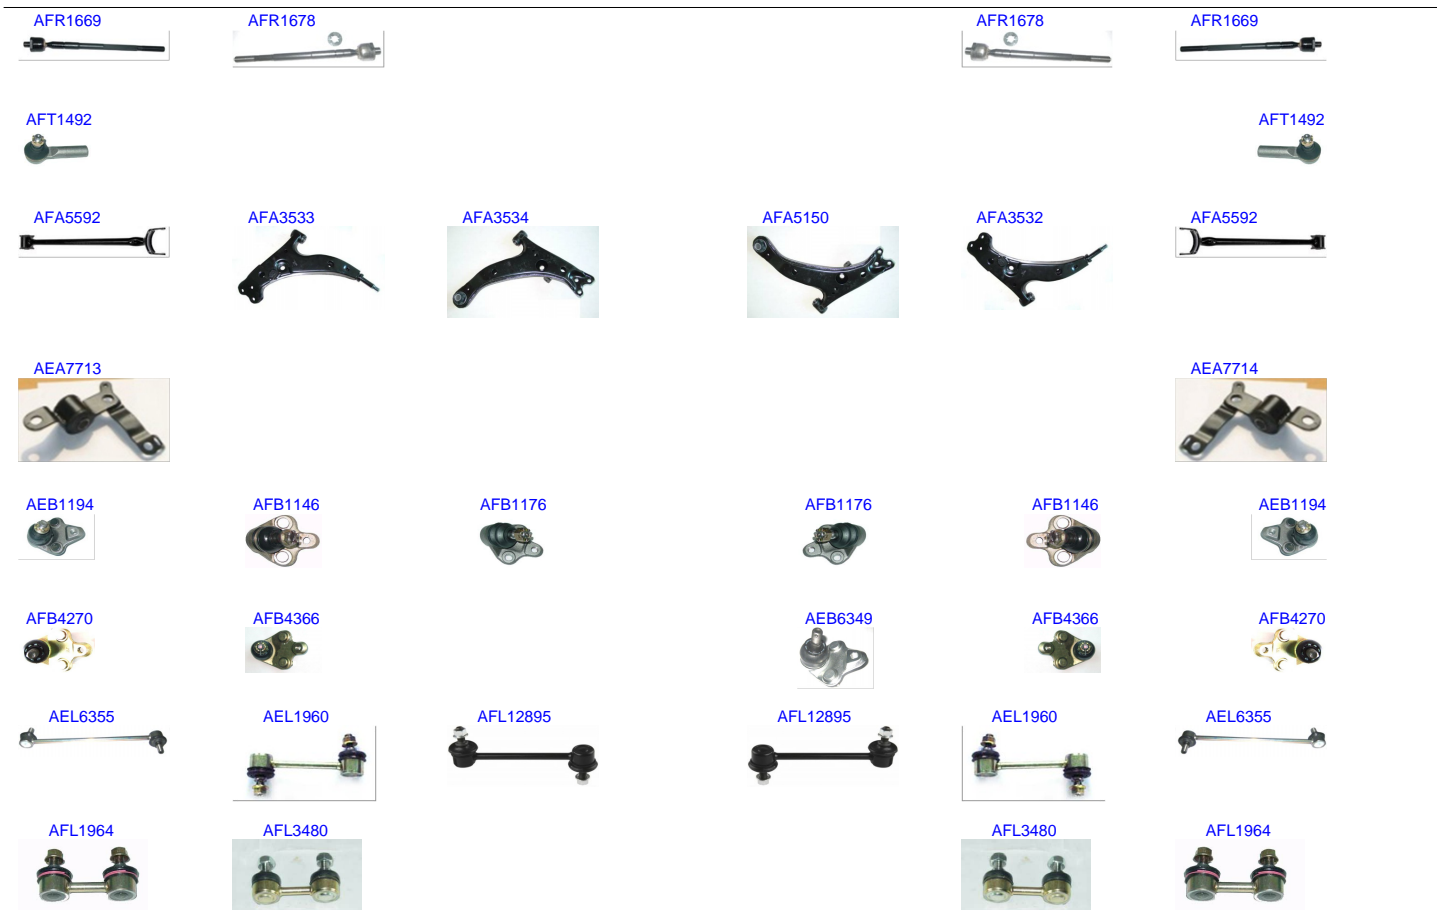 AFR1669 AFR1678 AFR1678 AFR1669
AFT1492 AFT1492
AFA5592 AFA3533 AFA3534 AFA5150 AFA3532 AFA5592
AEA7713 AEA7714
AEB1194 AFB1146 AFB1176 AFB1176 AFB1146 AEB1194
AFB4270 AFB4366 AEB6349 AFB4366 AFB4270
AEL6355 AEL1960 AFL12895 AFL12895 AEL1960 AEL6355
AFL1964 AFL3480 AFL3480 AFL1964